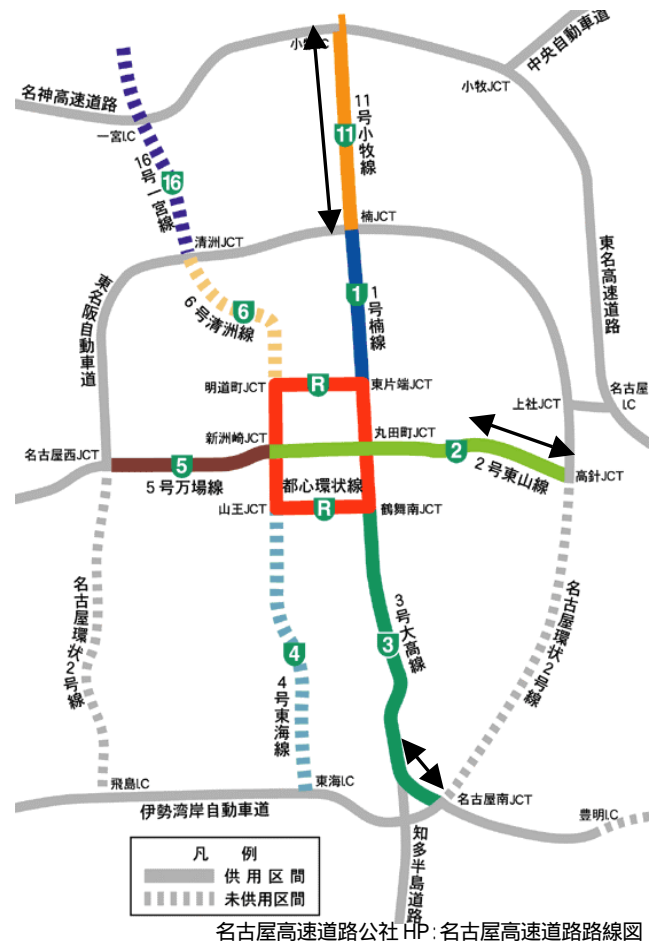 小牧I.C
中央自動車道
小牧JCT
名神高速道路
一宮I.C
11号小牧線
11
16号一宮線
16
楠JCT
清洲JCT
東名高速道路
東名阪自動車道
6
6号清洲線
1
1号楠線
明道町JCT
R
東片端JCT
上社JCT
名古屋I.C
新洲崎JCT
丸田町JCT
名古屋西JCT
5
5号万場線
2
2号東山線
高針JCT
都心環状線
山王JCT
R
鶴舞南JCT
名古屋環状2号線
名古屋環状2号線
3号大高線
3
4
4号東海線
飛島I.C
東海I.C
名古屋南JCT
伊勢湾岸自動車道
豊明I.C
知多半島道路
凡 例
供用区間
未供用区間
名古屋高速道路公社HP:名古屋高速道路路線図